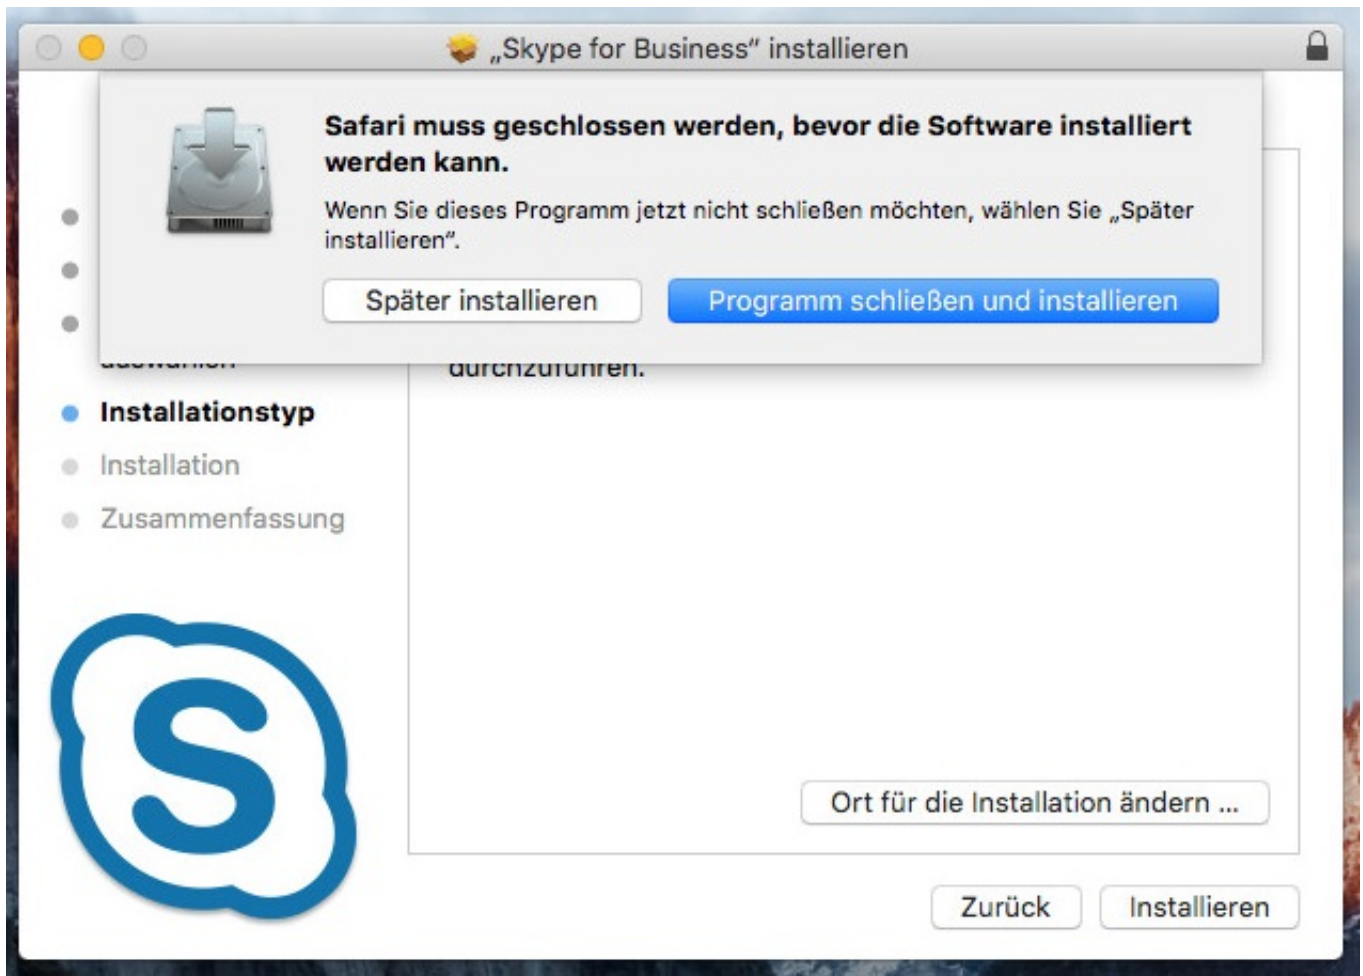 „Skype for Business“ installieren
Safari muss geschlossen werden, bevor die Software installiert
werden kann.
Wenn Sie dieses Programm jetzt nicht schließen möchten, wählen Sie „Später
installieren“.
Später installieren
Programm schließen und installieren
auswählen
durchzuführen.
Installationstyp
Installation
Zusammenfassung
S
Ort für die Installation ändern ...
Zurück
Installieren